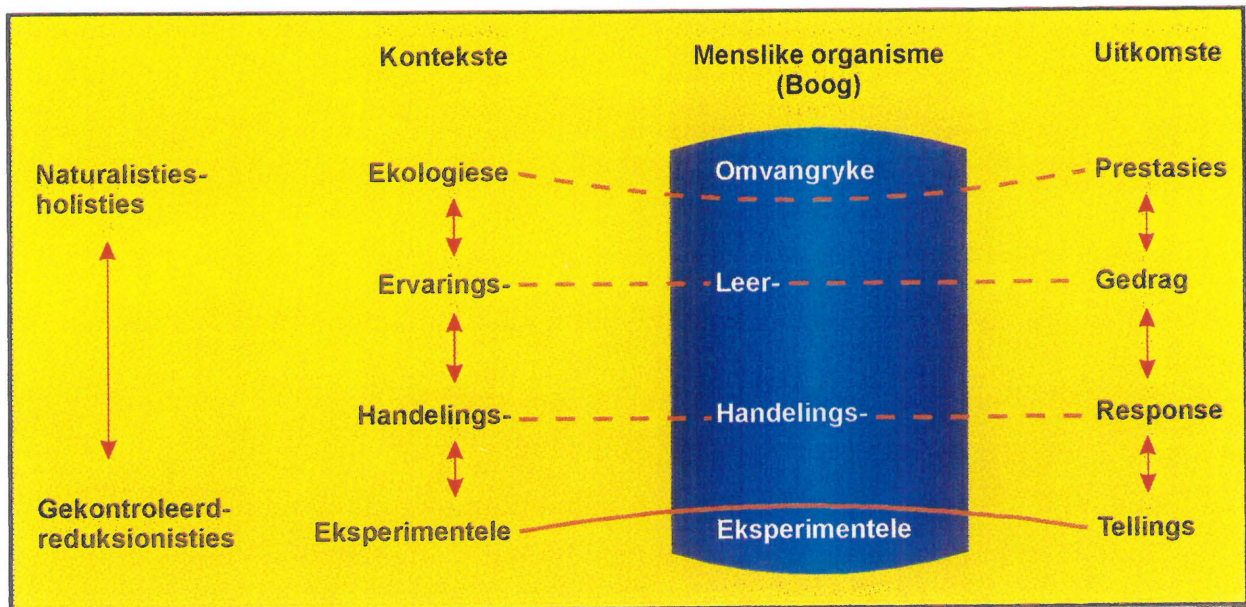 Kontekste
Menslike organisme
(Boog)
Uitkomste
Naturalisties-
holisties
Ekologiese
Omvangryke
Prestasies
Ervarings-
Leer-
Gedrag
Handelings-
Handelings-
Response
Gekontroleerd-
reduksionisties
Eksperimentele
Eksperimentele
Tellings